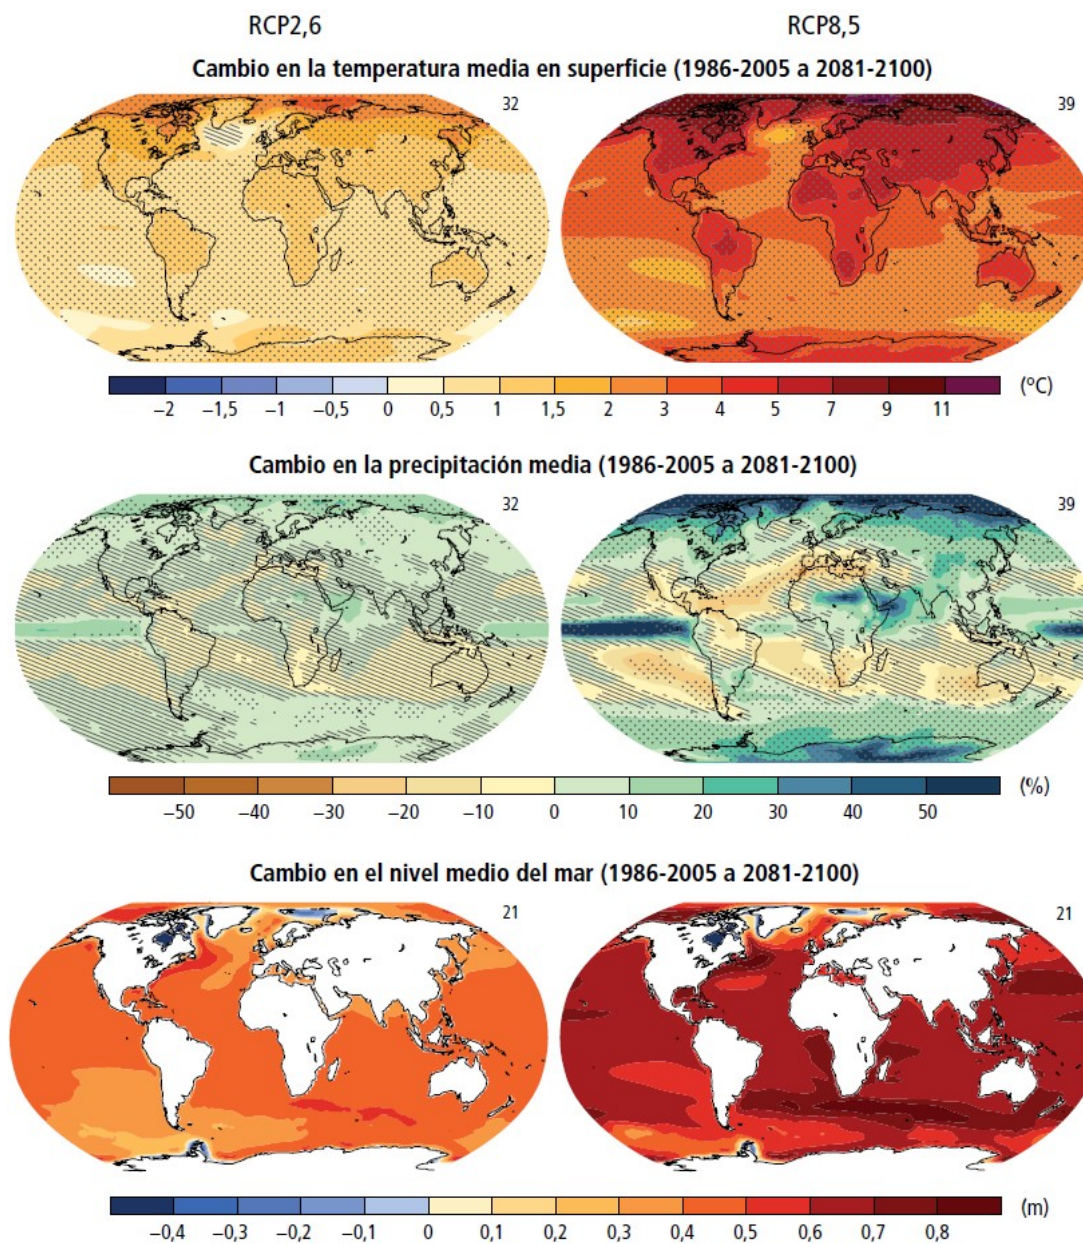 RCP2,6 RCP8,5
Cambio en la temperatura media en superficie (1986-2005 a 2081-2100)
32 39
−2 −1,5 −1 −0,5 0 0,5 1 1,5 2 3 4 5 7 9 11 (°C)
Cambio en la precipitación media (1986-2005 a 2081-2100)
32 39
−50 −40 −30 −20 −10 0 10 20 30 40 50 (%)
Cambio en el nivel medio del mar (1986-2005 a 2081-2100)
21 21
−0,4 −0,3 −0,2 −0,1 0 0,1 0,2 0,3 0,4 0,5 0,6 0,7 0,8 (m)